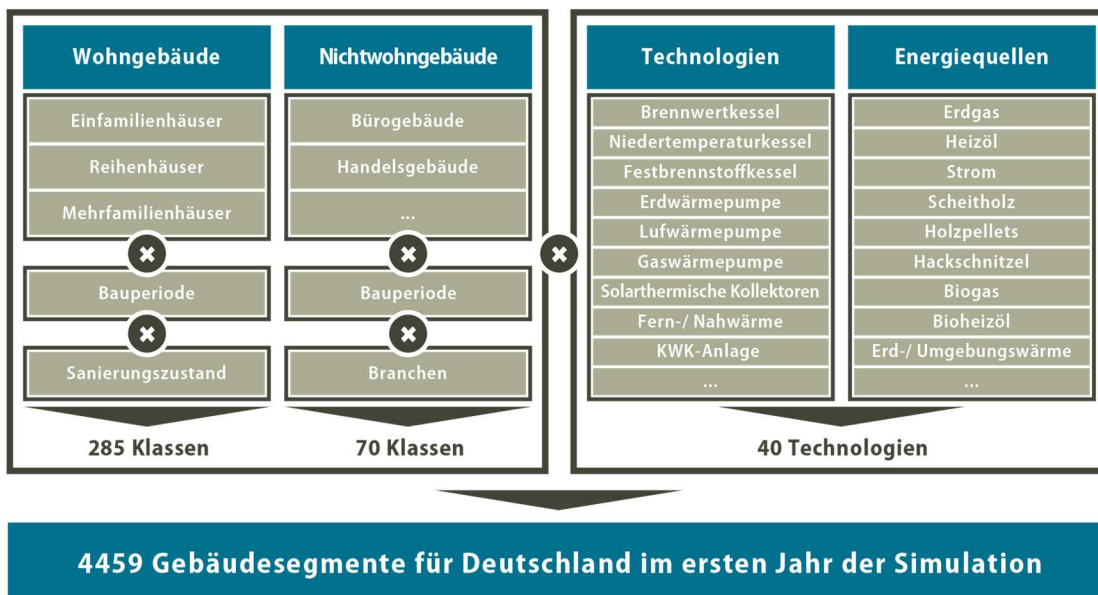 Wohngebäude
Einfamilienhäuser
Reihenhäuser
Mehrfamilienhäuser
Bauperiode
Sanierungszustand
285 Klassen
Nichtwohngebäude
Bürogebäude
Handelsgebäude
...
Bauperiode
Branchen
70 Klassen
Technologien
Brennwertkessel
Niedertemperaturkessel
Festbrennstoffkessel
Erdwärmepumpe
Lufwärmepumpe
Gaswärmepumpe
Solarthermische Kollektoren
Fern-/ Nahwärme
KWK-Anlage
...
Energiequellen
Erdgas
Heizöl
Strom
Scheitholz
Holzpellets
Hackschnitzel
Biogas
Bioheizöl
Erd-/ Umgebungswärme
...
40 Technologien
4459 Gebäudesegmente für Deutschland im ersten Jahr der Simulation